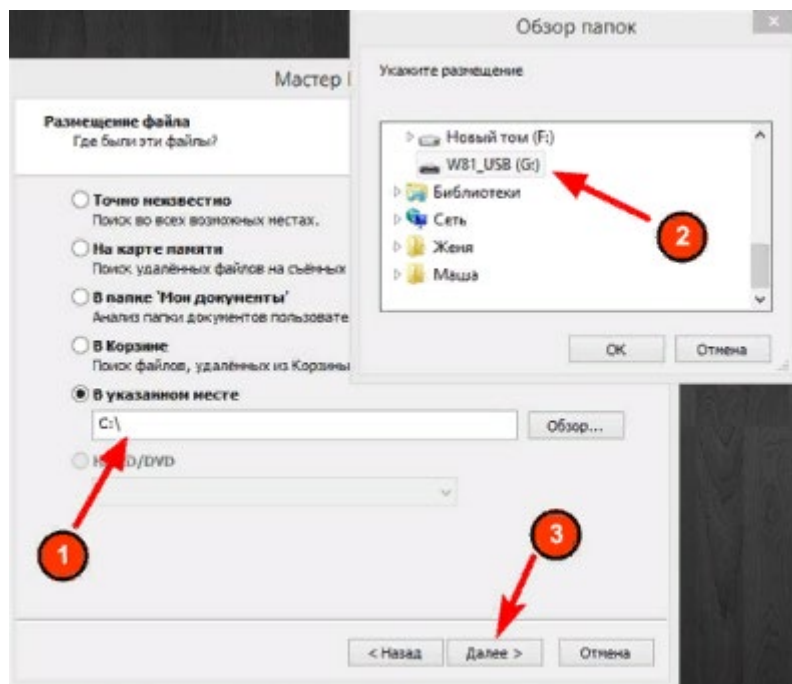 Обзор папок
Укажите размещение
Новый том (F:)
W81_USB (G:)
Библиотеки
Сеть
Женя
Маша
OK
Отмена
Мастер
Размещение файла
Где были эти файлы?
Точно неизвестно
Поиск во всех возможных местах.
На карте памяти
Поиск удалённых файлов на съёмных
В папке 'Мои документы'
Анализ папки документов пользовате
В Корзине
Поиск файлов, удалённых из Корзины
В указанном месте
C:\
Обзор...
D/DVD
1
2
3
< Назад
Далее >
Отмена